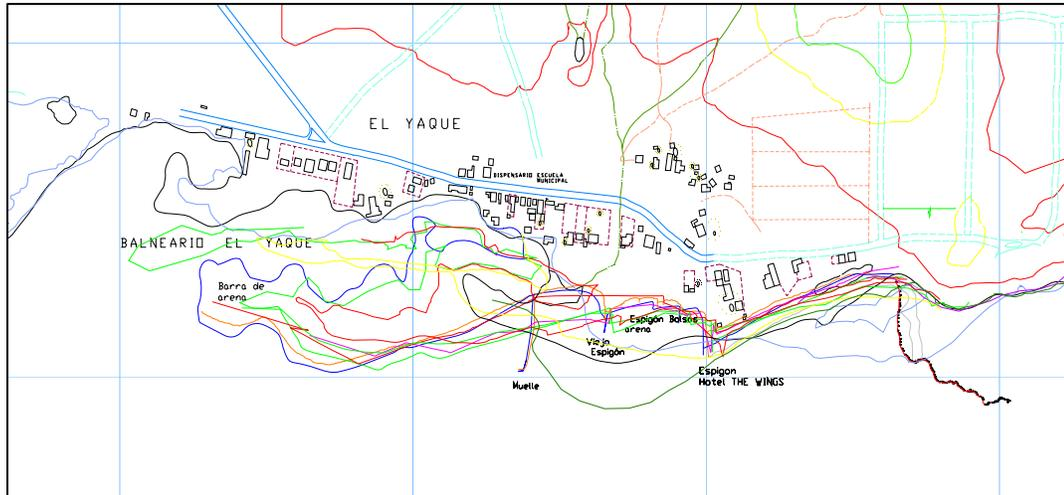 EL YAQUE
DISPENSARIO ESCUELA
MUNICIPAL
BALNEARIO EL YAQUE
Barra de
arena
Espigón Bolsas
arena
Viejo
Espigón
Muelle
Espigon
Hotel THE WINGS